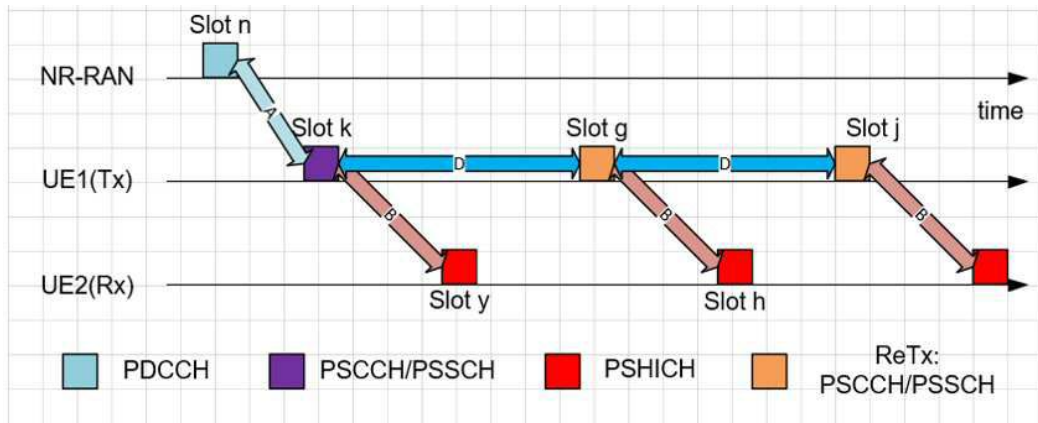 Slot n
NR-RAN
A
time
Slot k
Slot g
Slot j
D
D
UE1(Tx)
B
B
B
UE2(Rx)
Slot y
Slot h
PDCCH
PSCCH/PSSCH
PSHICH
ReTx:
PSCCH/PSSCH